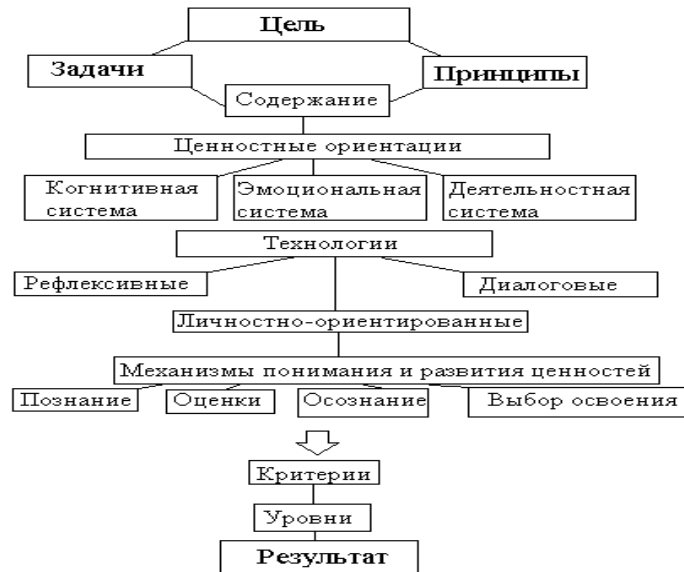 Цель
Задачи
Принципы
Содержание
Ценностные ориентации
Когнитивная
система
Эмоциональная
система
Деятельностная
система
Технологии
Рефлексивные
Диалоговые
Личностно-ориентированные
Механизмы понимания и развития ценностей
Познание
Оценки
Осознание
Выбор освоения
Критерии
Уровни
Результат